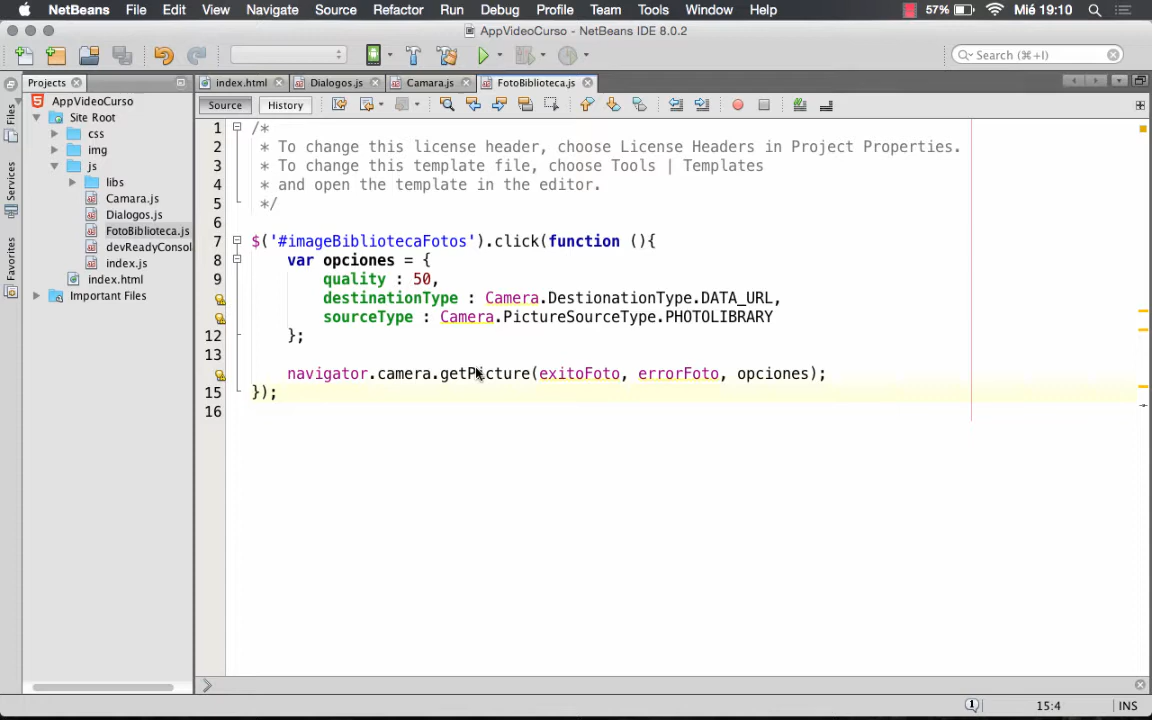 NetBeans File Edit View Navigate Source Refactor Run Debug Profile Team Tools Window Help 57% Mié 19:10
AppVideoCurso - NetBeans IDE 8.0.2
Search (⌘+I)
Projects index.html Dialogos.js Camara.js FotoBiblioteca.js
AppVideoCurso
Site Root
css
img
js
libs
Camara.js
Dialogos.js
FotoBiblioteca.js
devReadyConsol
index.js
index.html
Important Files
Files
Services
Favorites
Source History
1 /*
2 * To change this license header, choose License Headers in Project Properties.
3 * To change this template file, choose Tools | Templates
4 * and open the template in the editor.
5 */
6
7 $('#imageBibliotecaFotos').click(function (){
8 var opciones = {
9 quality : 50,
destinationType : Camera.DestionationType.DATA_URL,
sourceType : Camera.PictureSourceType.PHOTOLIBRARY
12 };
13
navigator.camera.getPicture(exitoFoto, errorFoto, opciones);
15 });
16
15:4 INS